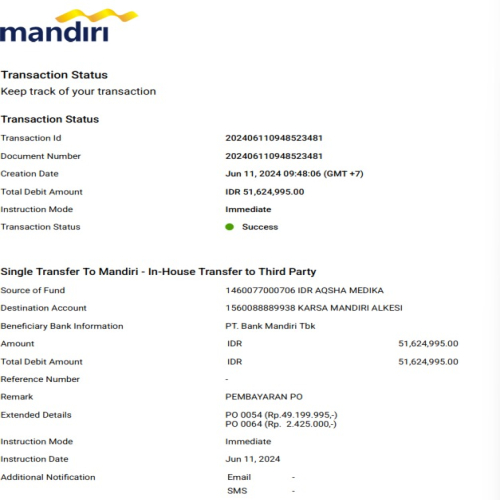 mandırı
Transaction Status
Keep track of your transaction
Transaction Status
Transaction Id 202406110948523481
Document Number 202406110948523481
Creation Date Jun 11, 2024 09:48:06 (GMT +7)
Total Debit Amount IDR 51,624,995.00
Instruction Mode Immediate
Transaction Status Success
Single Transfer To Mandiri - In-House Transfer to Third Party
Source of Fund 1460077000706 IDR AQSHA MEDIKA
Destination Account 1560088889938 KARSA MANDIRI ALKESI
Beneficiary Bank Information PT. Bank Mandiri Tbk
Amount IDR 51,624,995.00
Total Debit Amount IDR 51,624,995.00
Reference Number -
Remark PEMBAYARAN PO
Extended Details PO 0054 (Rp.49.199.995,-)
PO 0064 (Rp. 2.425.000,-)
Instruction Mode Immediate
Instruction Date Jun 11, 2024
Additional Notification Email -
SMS -